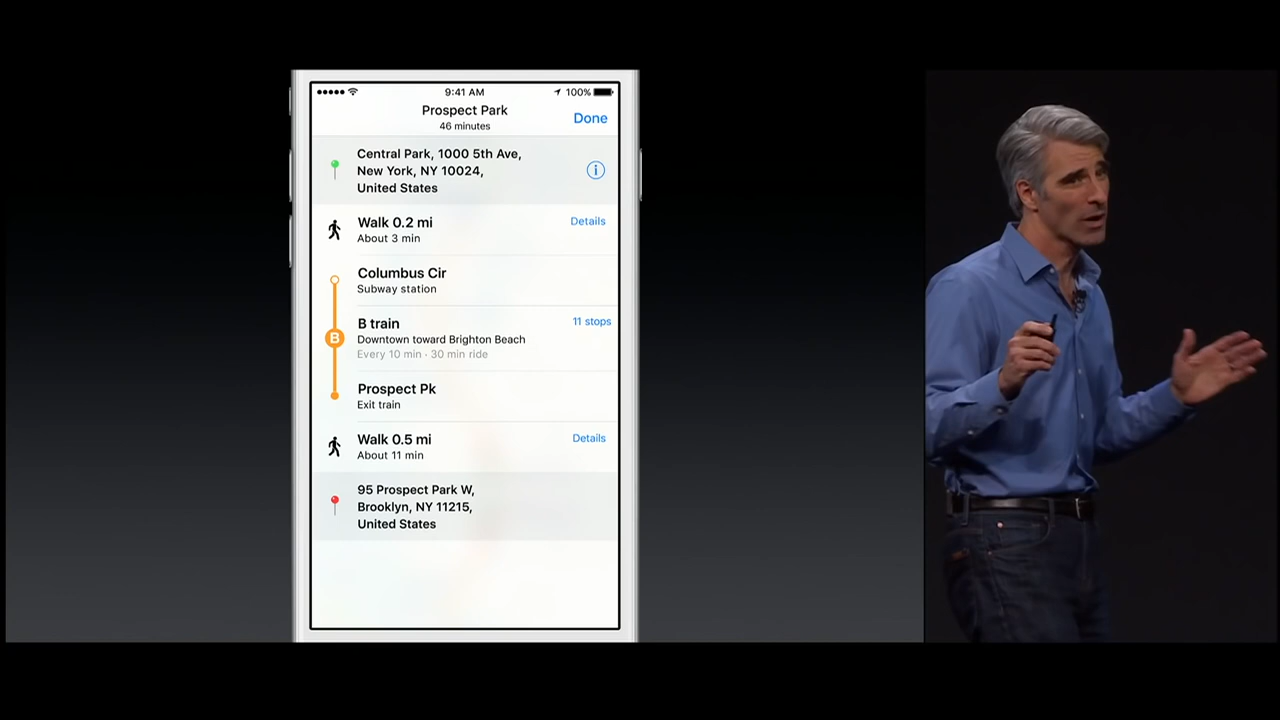 9:41 AM
100%
Prospect Park
46 minutes
Done
Central Park, 1000 5th Ave,
New York, NY 10024,
United States
Walk 0.2 mi
Details
About 3 min
Columbus Cir
Subway station
B train
11 stops
B
Downtown toward Brighton Beach
Every 10 min · 30 min ride
Prospect Pk
Exit train
Walk 0.5 mi
Details
About 11 min
95 Prospect Park W,
Brooklyn, NY 11215,
United States